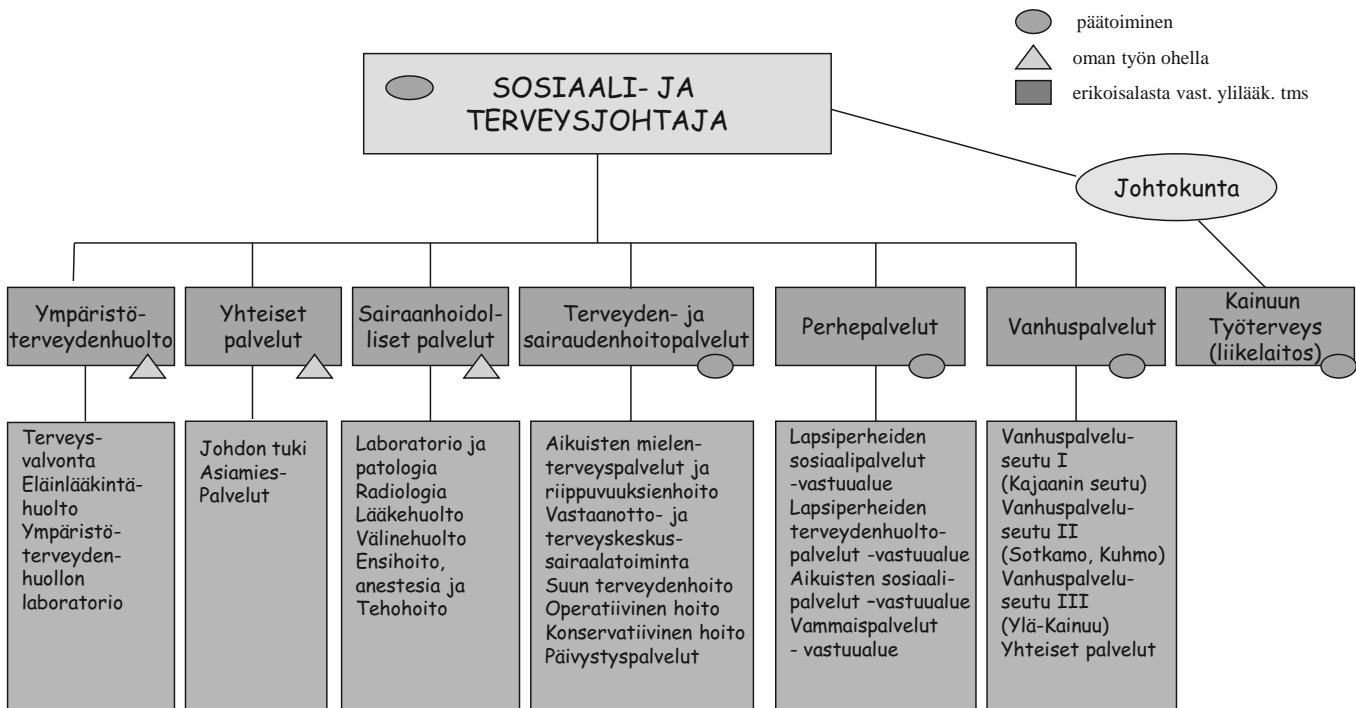 päätoiminen
oman työn ohella
erikoisalasta vast. ylilääk. tms
SOSIAALI- JA
TERVEYSJOHTAJA
Johtokunta
Ympäristö-
terveydenhuolto
Yhteiset
palvelut
Sairaanhoidol-
liset palvelut
Terveyden- ja
sairaudenhoitopalvelut
Perhepalvelut
Vanhuspalvelut
Kainuun
Työterveys
(liikelaitos)
Terveys-
valvonta
Eläinlääkintä-
huolto
Ympäristö-
terveyden-
huollon
laboratorio
Johdon tuki
Asiamies-
Palvelut
Laboratorio ja
patologia
Radiologia
Lääkehuolto
Välinehuolto
Ensihoito,
anestesia ja
Tehohoito
Aikuisten mielen-
terveyspalvelut ja
riippuvuuksienhoito
Vastaanotto- ja
terveyskeskus-
sairaalatoiminta
Suun terveydenhoito
Operatiivinen hoito
Konservatiivinen hoito
Päivystyspalvelut
Lapsiperheiden
sosiaalipalvelut
-vastuualue
Lapsiperheiden
terveydenhuolto-
palvelut -vastuualue
Aikuisten sosiaali-
palvelut –vastuualue
Vammaispalvelut
- vastuualue
Vanhuspalvelu-
seutu I
(Kajaanin seutu)
Vanhuspalvelu-
seutu II
(Sotkamo, Kuhmo)
Vanhuspalvelu-
seutu III
(Ylä-Kainuu)
Yhteiset palvelut